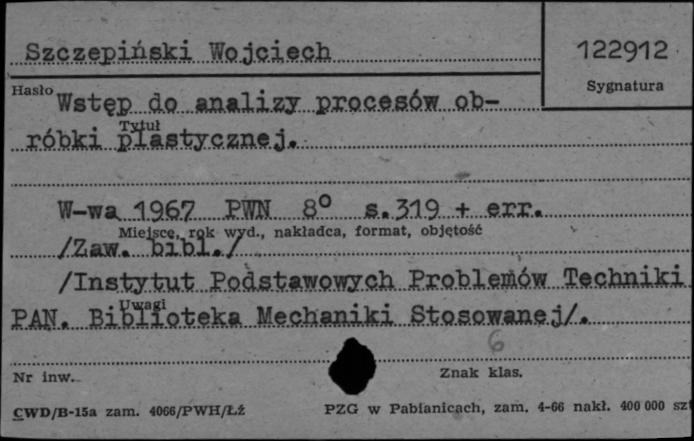 Szczepiński Wojciech
122912
Sygnatura
Hasło
Wstęp do analizy procesów ob-
Tytuł
róbki plastycznej.
W-wa 1967 PWN 8° s.319 + err.
Miejsce, rok wyd., nakładca, format, objętość
/Zaw. bibl./
/Instytut Podstawowych Problemów Techniki
Uwagi
PAN. Biblioteka Mechaniki Stosowanej/.
6
Nr inw.
Znak klas.
CWD/B-15a zam. 4066/PWH/Łź
PZG w Pabianicach, zam. 4-66 nakł. 400 000 szt